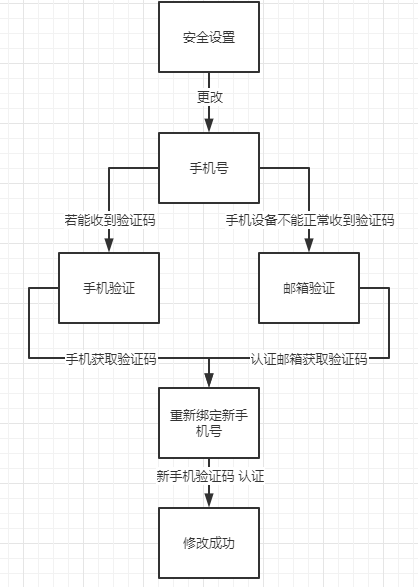 安全设置
更改
手机号
若能收到验证码
手机设备不能正常收到验证码
手机验证
邮箱验证
手机获取验证码
认证邮箱获取验证码
重新绑定新手
机号
新手机验证码 认证
修改成功